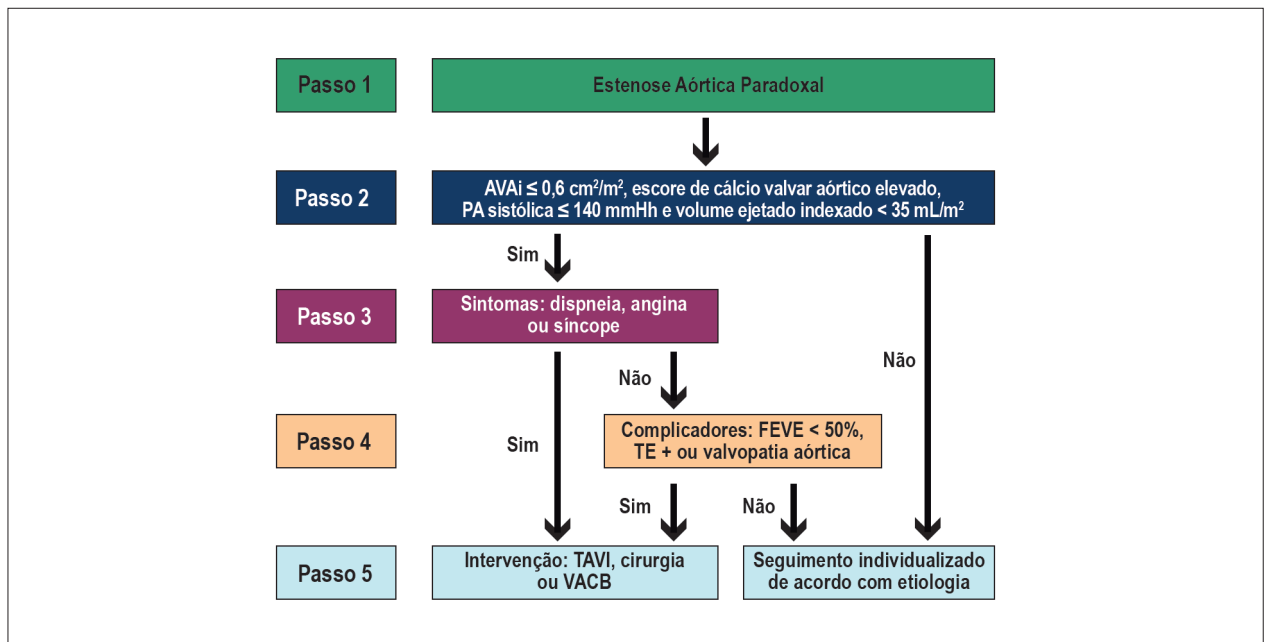 Passo 1
Estenose Aórtica Paradoxal
Passo 2
AVAi ≤ 0,6 cm²/m², escore de cálcio valvar aórtico elevado,
PA sistólica ≤ 140 mmHh e volume ejetado indexado < 35 mL/m²
Sim
Passo 3
Sintomas: dispneia, angina
ou síncope
Não
Não
Passo 4
Complicadores: FEVE < 50%,
TE + ou valvopatia aórtica
Sim
Sim
Não
Passo 5
Intervenção: TAVI, cirurgia
ou VACB
Seguimento individualizado
de acordo com etiologia